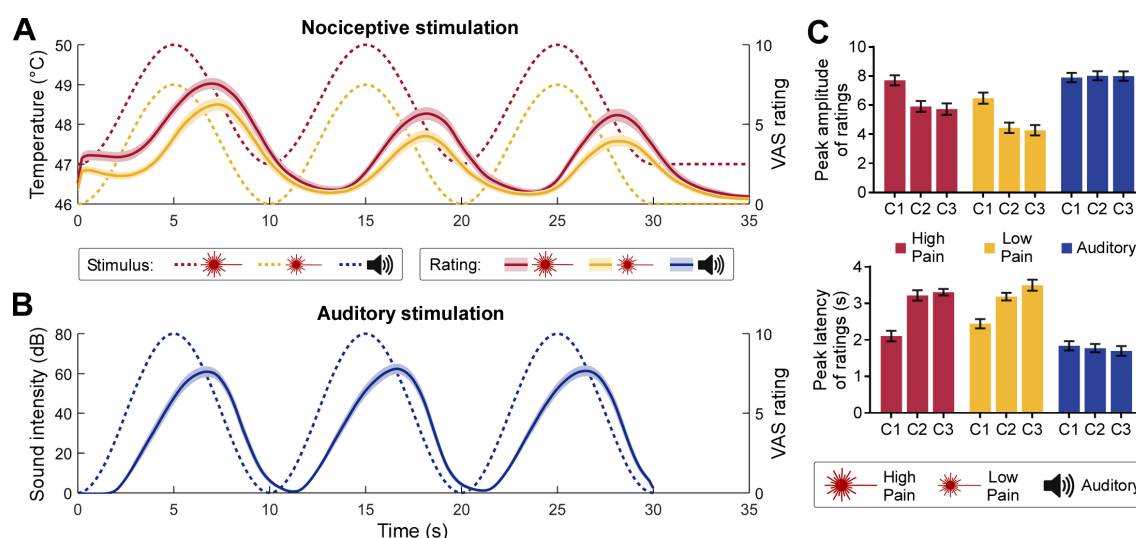 A
Nociceptive stimulation
Temperature (°C)
50
49
48
47
46
VAS rating
10
5
0
0 5 10 15 20 25 30 35
Stimulus:
Rating:
B
Auditory stimulation
Sound intensity (dB)
80
60
40
20
0
VAS rating
10
5
0
0 5 10 15 20 25 30 35
Time (s)
C
Peak amplitude
of ratings
10
8
6
4
2
0
C1 C2 C3 C1 C2 C3 C1 C2 C3
High
Pain
Low
Pain
Auditory
Peak latency
of ratings (s)
4
3
2
1
0
C1 C2 C3 C1 C2 C3 C1 C2 C3
High
Pain
Low
Pain
Auditory